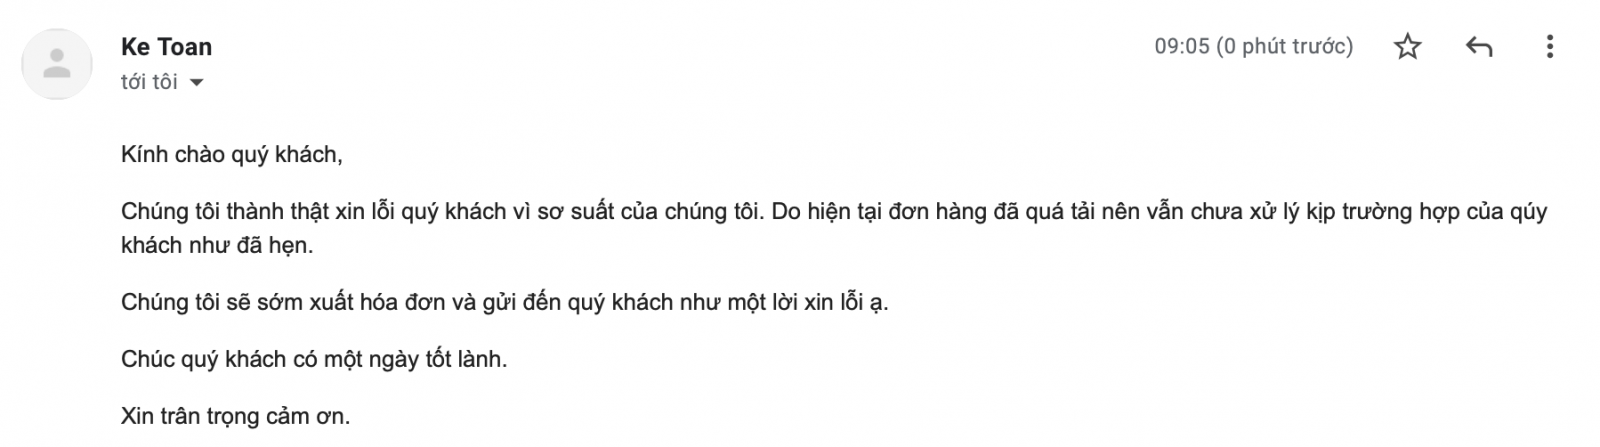 Ke Toan
09:05 (0 phút trước)
tới tôi
Kính chào quý khách,
Chúng tôi thành thật xin lỗi quý khách vì sơ suất của chúng tôi. Do hiện tại đơn hàng đã quá tải nên vẫn chưa xử lý kịp trường hợp của qúy
khách như đã hẹn.
Chúng tôi sẽ sớm xuất hóa đơn và gửi đến quý khách như một lời xin lỗi ạ.
Chúc quý khách có một ngày tốt lành.
Xin trân trọng cảm ơn.